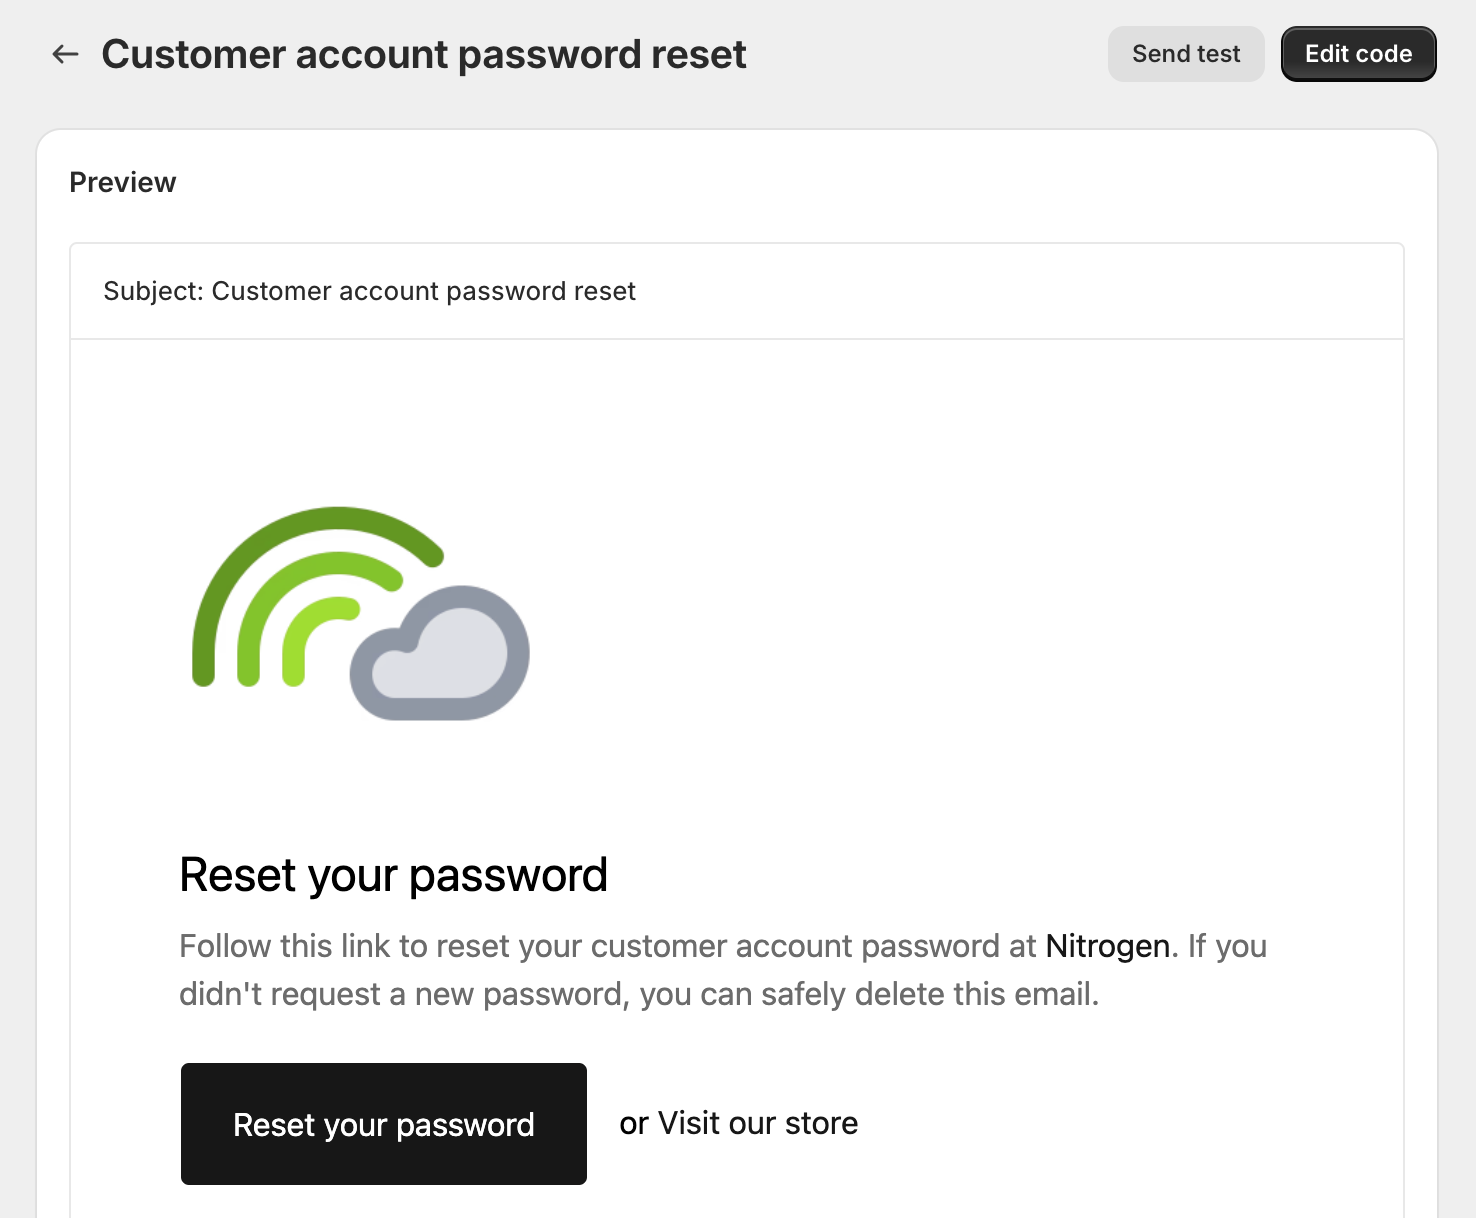 Customer account password reset
Send test
Edit code
Preview
Subject: Customer account password reset
Reset your password
Follow this link to reset your customer account password at Nitrogen. If you
didn't request a new password, you can safely delete this email.
Reset your password
or Visit our store